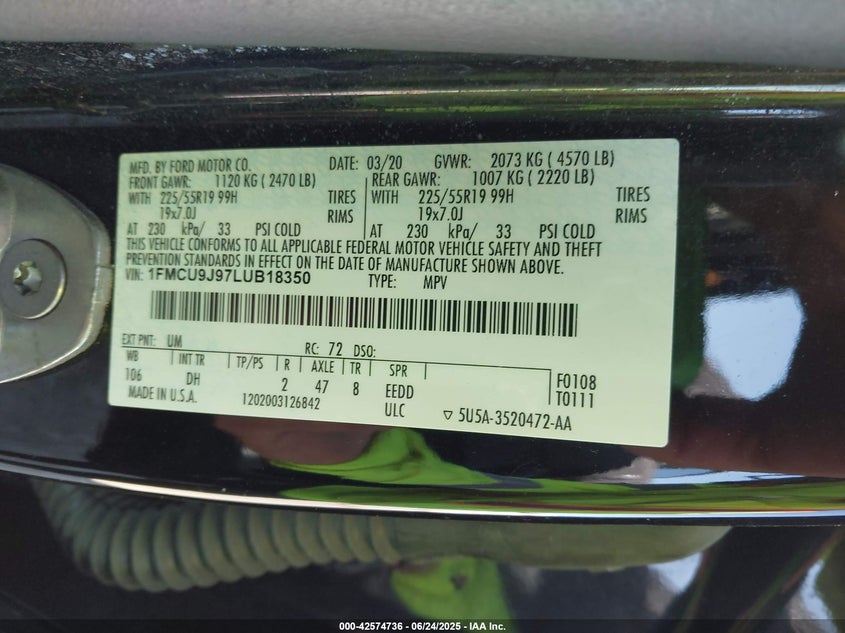 MFD. BY FORD MOTOR CO. DATE: 03/20 GVWR: 2073 KG ( 4570 LB)
FRONT GAWR: 1120 KG ( 2470 LB) REAR GAWR: 1007 KG ( 2220 LB)
WITH 225/55R19 99H TIRES WITH 225/55R19 99H TIRES
19x7.0J RIMS 19x7.0J RIMS
AT 230 kPa/ 33 PSI COLD AT 230 kPa/ 33 PSI COLD
THIS VEHICLE CONFORMS TO ALL APPLICABLE FEDERAL MOTOR VEHICLE SAFETY AND THEFT
PREVENTION STANDARDS IN EFFECT ON THE DATE OF MANUFACTURE SHOWN ABOVE.
VIN: 1FMCU9J97LUB18350 TYPE: MPV
EXT PNT: UM RC: 72 DSO:
WB INT TR TP/PS R AXLE TR SPR
106 DH 2 47 8 EEDD F0108
MADE IN U.S.A. 1202003126842 ULC ▽ 5U5A-3520472-AA T0111
000-42574736 - 06/24/2025 - IAA Inc.